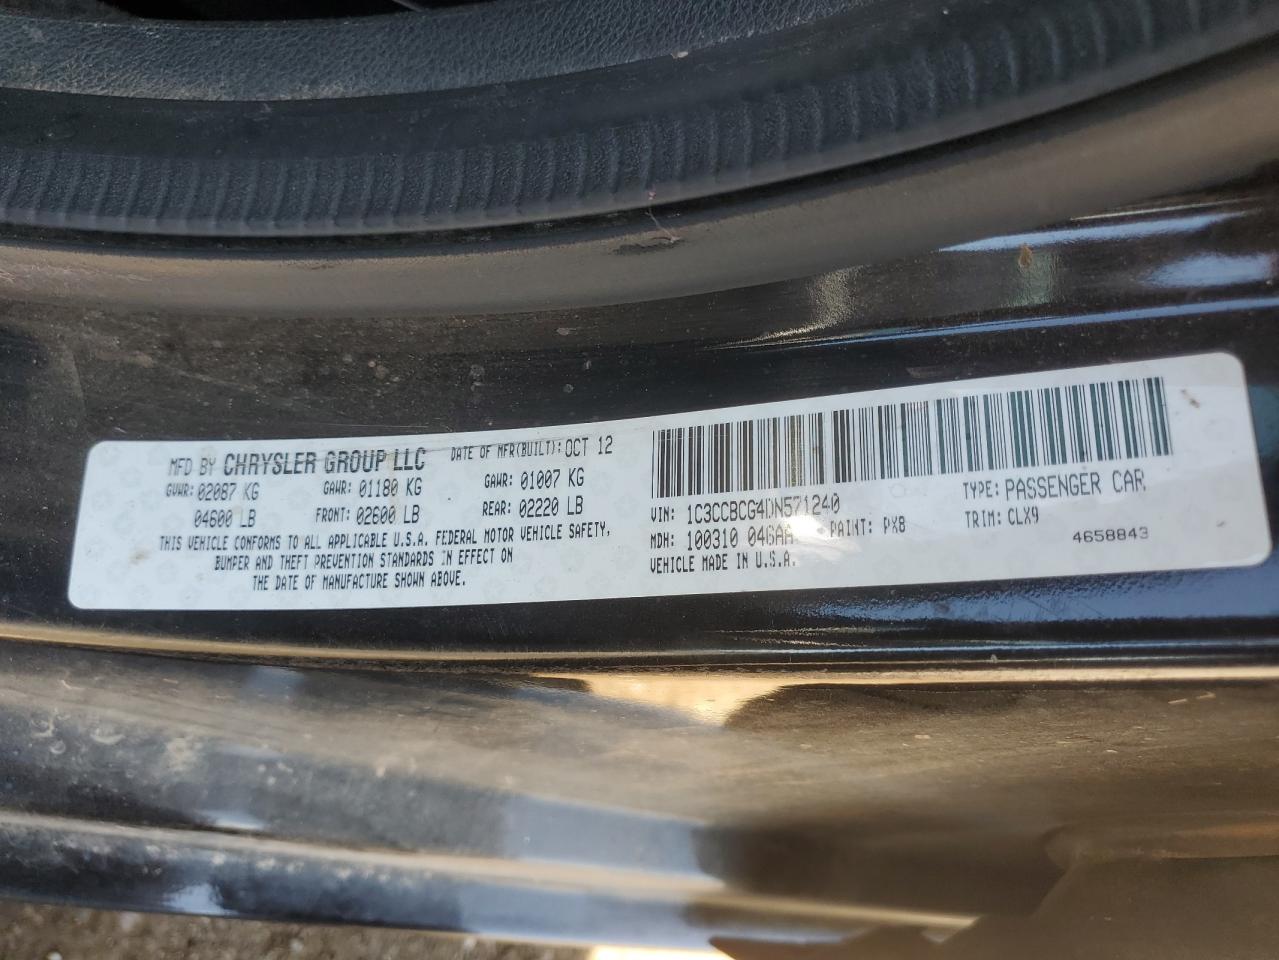 MFD BY CHRYSLER GROUP LLC DATE OF MFR(BUILT): OCT 12
GVWR: 02087 KG GAWR: 01180 KG GAWR: 01007 KG
04600 LB FRONT: 02600 LB REAR: 02220 LB
THIS VEHICLE CONFORMS TO ALL APPLICABLE U.S.A. FEDERAL MOTOR VEHICLE SAFETY,
BUMPER AND THEFT PREVENTION STANDARDS IN EFFECT ON
THE DATE OF MANUFACTURE SHOWN ABOVE.
VIN: 1C3CCBCG4DN571240 TYPE: PASSENGER CAR
MDH: 100310 046AA PAINT: PX8 TRIM: CLX9
VEHICLE MADE IN U.S.A. 4658843